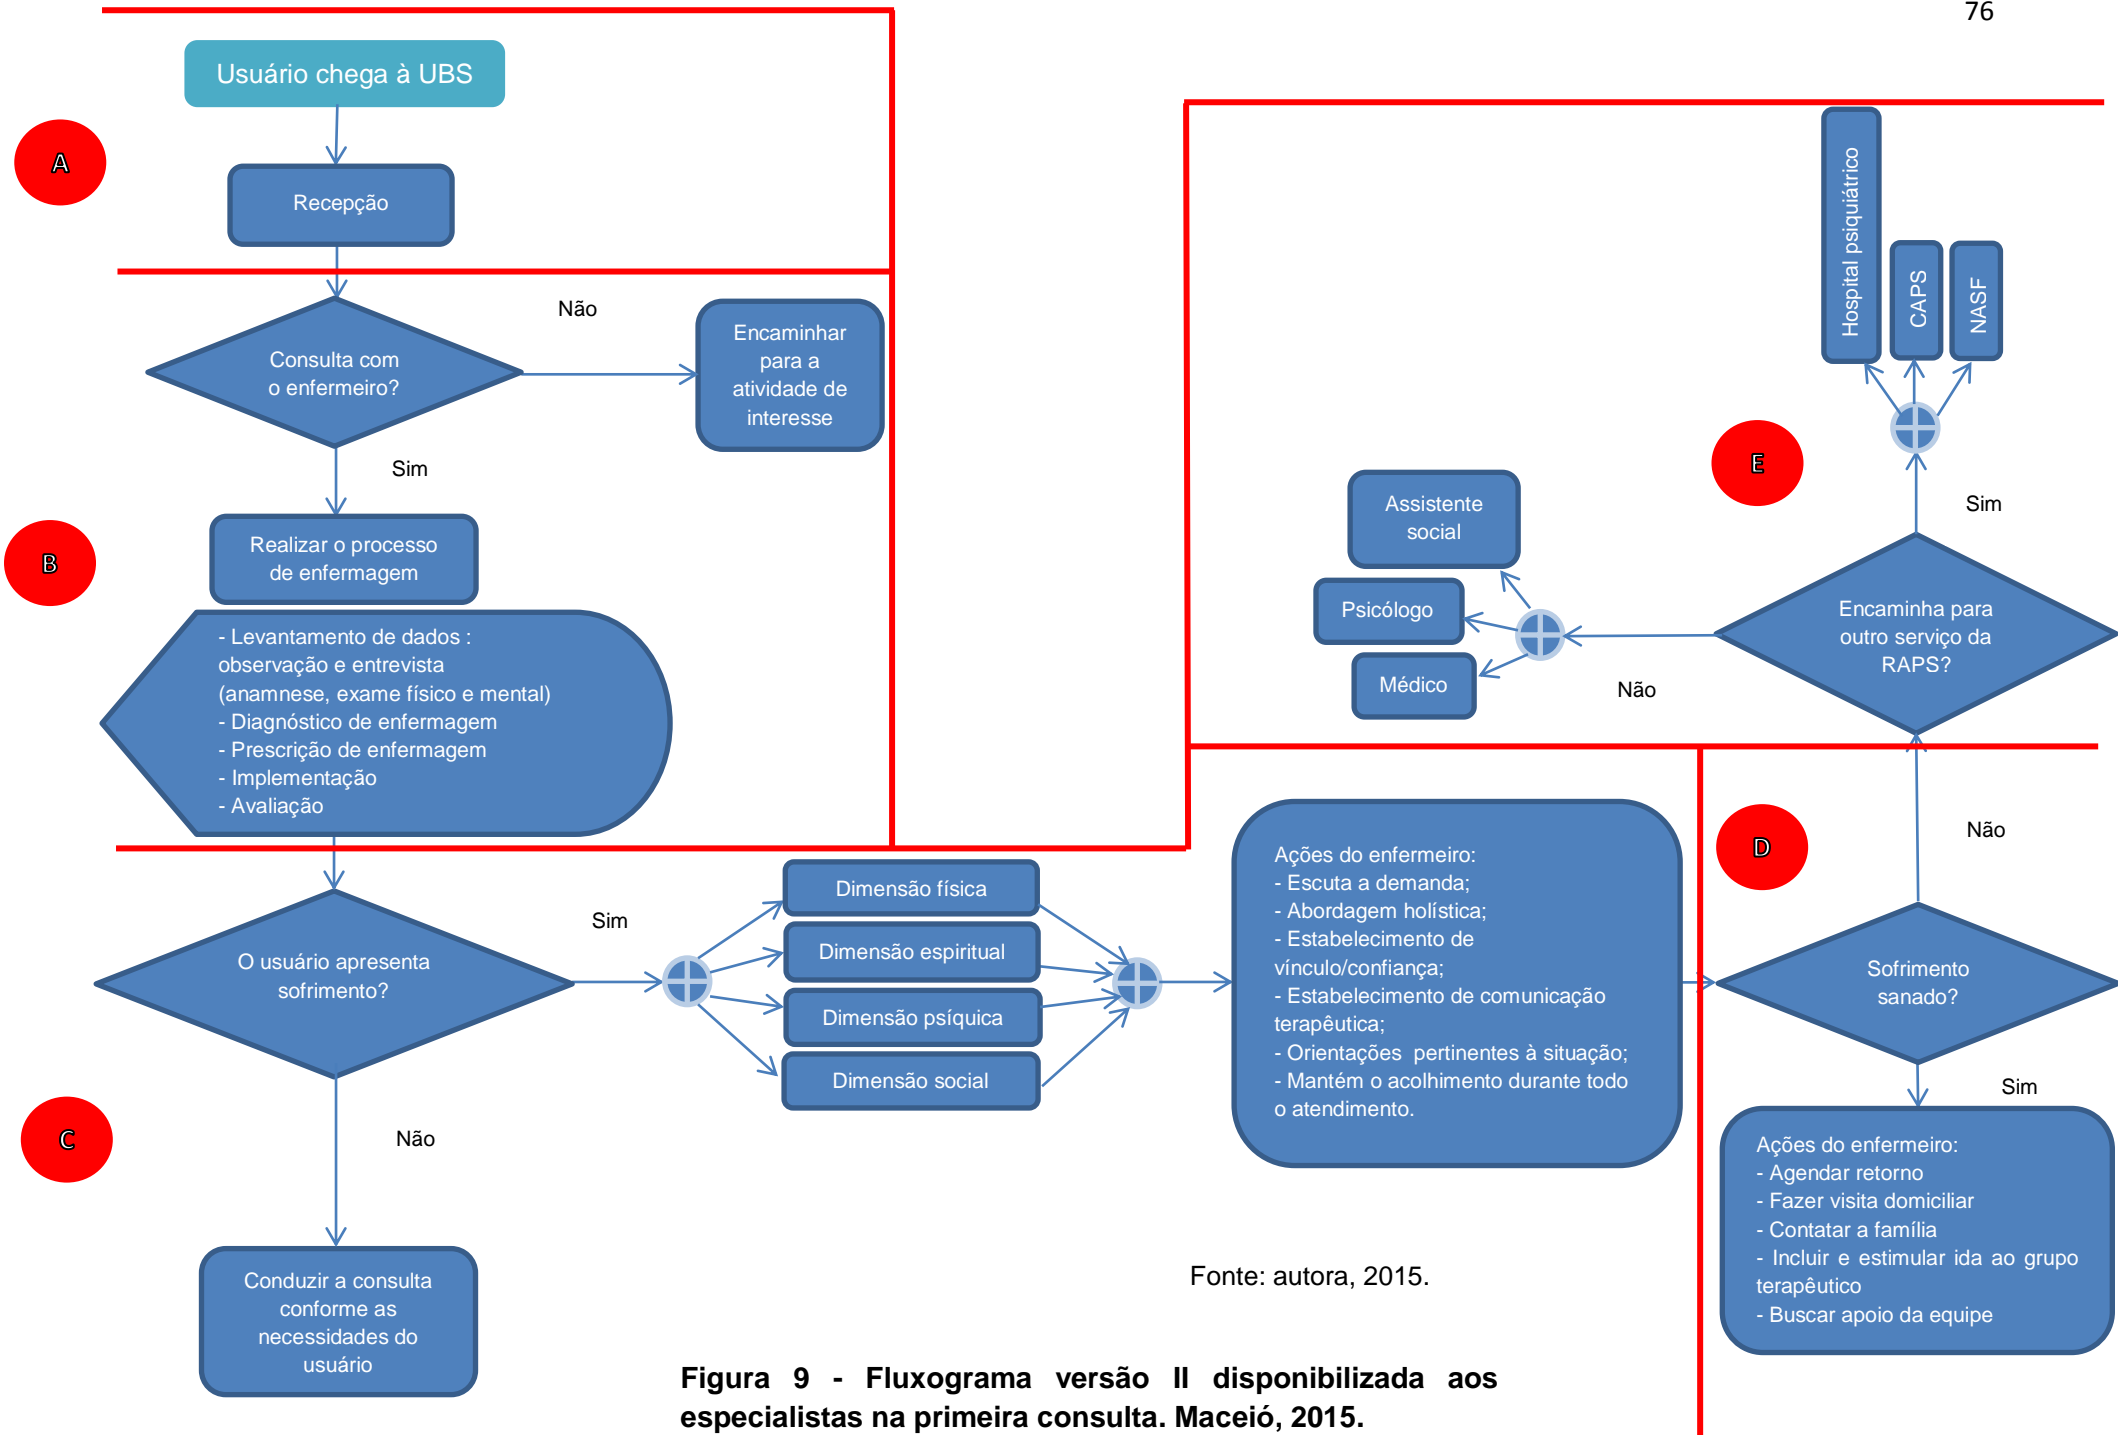 76
Usuário chega à UBS
A
Recepção
Consulta com
o enfermeiro?
Não
Encaminhar
para a
atividade de
interesse
Sim
B
Realizar o processo
de enfermagem
- Levantamento de dados :
observação e entrevista
(anamnese, exame físico e mental)
- Diagnóstico de enfermagem
- Prescrição de enfermagem
- Implementação
- Avaliação
O usuário apresenta
sofrimento?
Sim
Dimensão física
Dimensão espiritual
Dimensão psíquica
Dimensão social
C
Não
Conduzir a consulta
conforme as
necessidades do
usuário
Ações do enfermeiro:
- Escuta a demanda;
- Abordagem holística;
- Estabelecimento de
vínculo/confiança;
- Estabelecimento de comunicação
terapêutica;
- Orientações  pertinentes à situação;
- Mantém o acolhimento durante todo
o atendimento.
D
Sofrimento
sanado?
Não
Sim
Ações do enfermeiro:
- Agendar retorno
- Fazer visita domiciliar
- Contatar a família
- Incluir e estimular ida ao grupo
terapêutico
- Buscar apoio da equipe
E
Encaminha para
outro serviço da
RAPS?
Sim
Hospital psiquiátrico
CAPS
NASF
Não
Assistente
social
Psicólogo
Médico
Fonte: autora, 2015.
Figura 9 - Fluxograma versão II disponibilizada aos
especialistas na primeira consulta. Maceió, 2015.